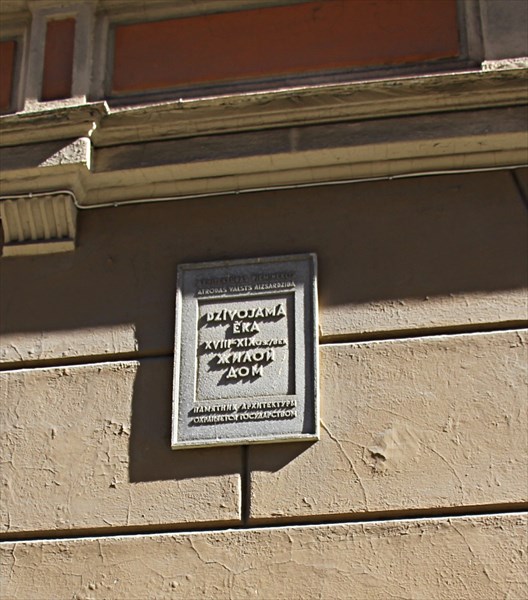 ATRODAS VALSTS AIZSARDZĪBĀ
DZĪVOJAMĀ
ĒKA
XVIII-XIX
ЖИЛОЙ
ДОМ
ПАМЯТНИК АРХИТЕКТУРЫ
ОХРАНЯЕТСЯ ГОСУДАРСТВОМ